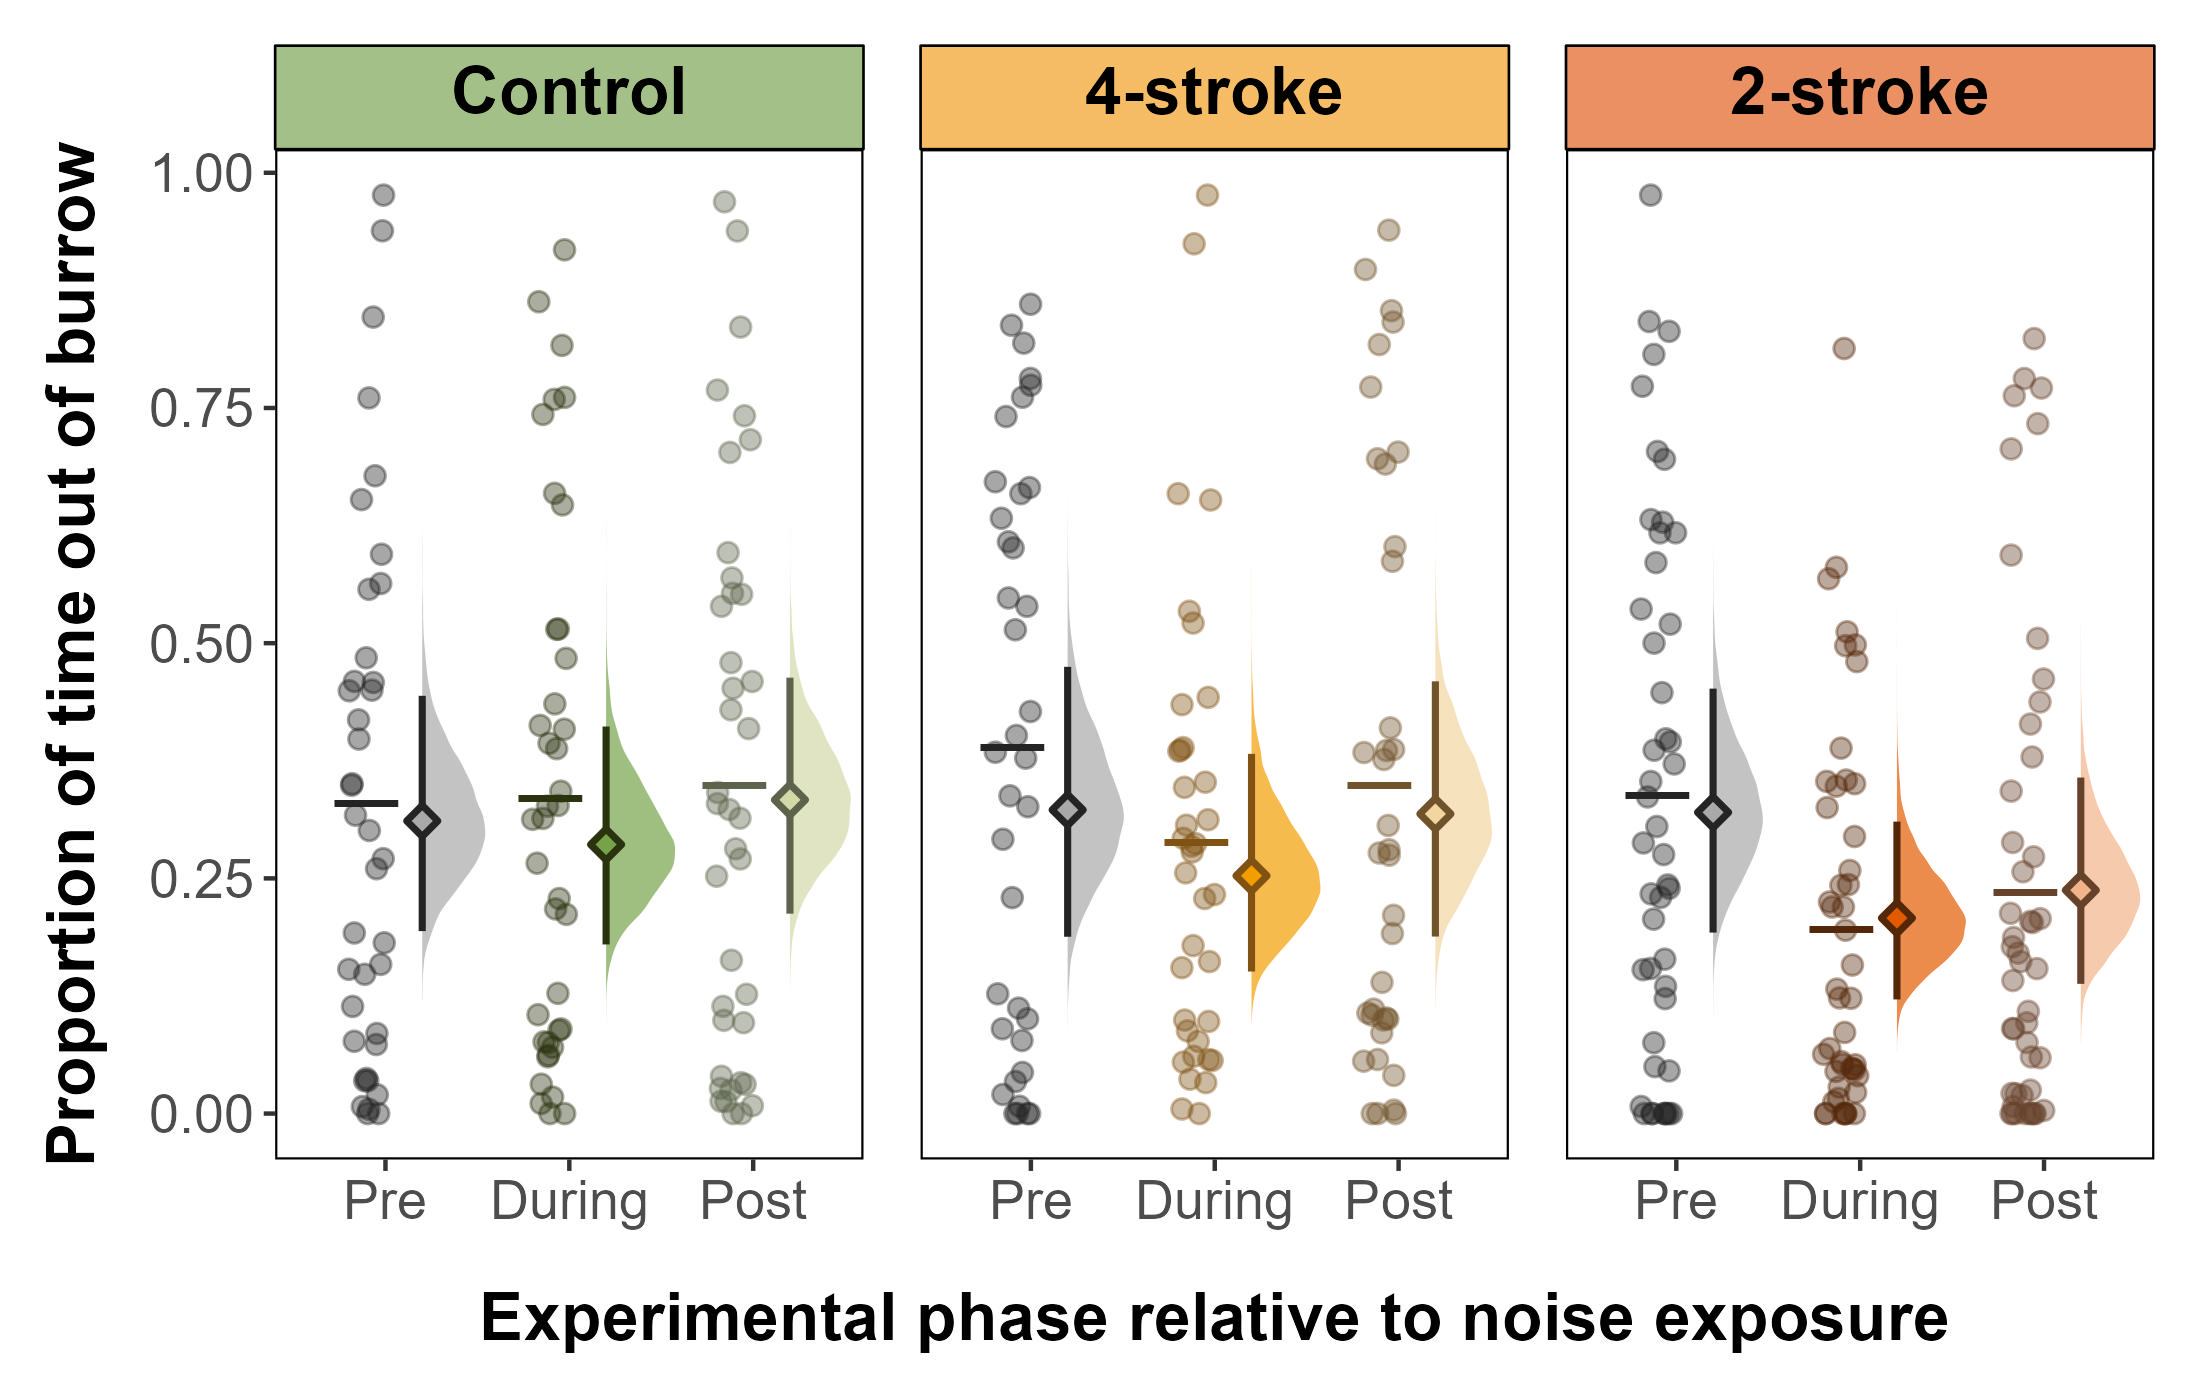 Control
4-stroke
2-stroke
Proportion of time out of burrow
1.00
0.75
0.50
0.25
0.00
Pre During Post
Pre During Post
Pre During Post
Experimental phase relative to noise exposure